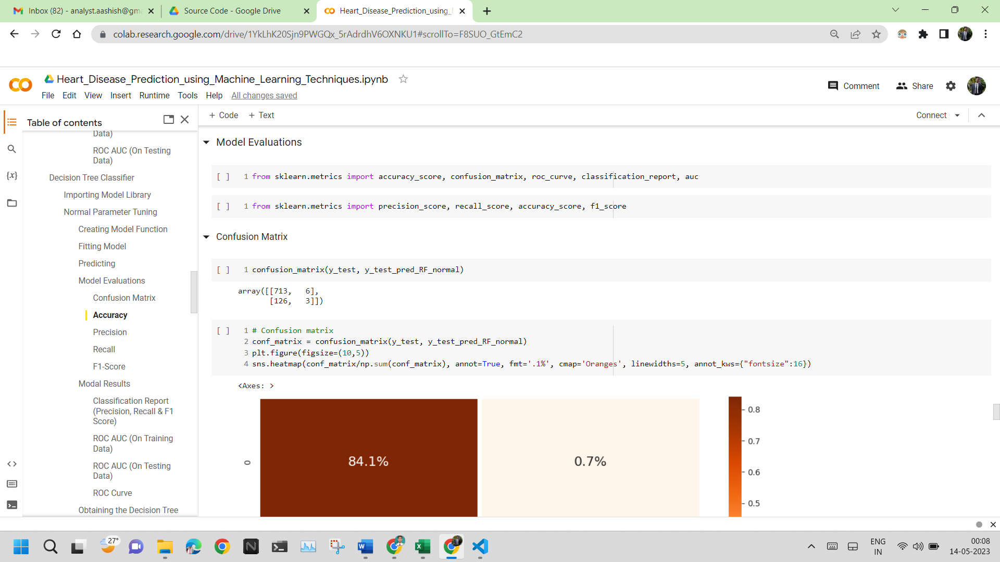 Inbox (82) - analyst.aashish@gma
Source Code - Google Drive
Heart_Disease_Prediction_using_M
colab.research.google.com/drive/1YkLhK20Sjn9PWGQx_5rAdrdhV6OXNKU1#scrollTo=F8SUO_GtEmC2
Heart_Disease_Prediction_using_Machine_Learning_Techniques.ipynb
Comment
Share
File Edit View Insert Runtime Tools Help All changes saved
Table of contents
+ Code + Text
Connect
Data)
ROC AUC (On Testing
Data)
Decision Tree Classifier
Importing Model Library
Normal Parameter Tuning
Creating Model Function
Fitting Model
Predicting
Model Evaluations
Confusion Matrix
Accuracy
Precision
Recall
F1-Score
Modal Results
Classification Report
(Precision, Recall & F1
Score)
ROC AUC (On Training
Data)
ROC AUC (On Testing
Data)
ROC Curve
Obtaining the Decision Tree
Model Evaluations
[ ] 1 from sklearn.metrics import accuracy_score, confusion_matrix, roc_curve, classification_report, auc
[ ] 1 from sklearn.metrics import precision_score, recall_score, accuracy_score, f1_score
Confusion Matrix
[ ] 1 confusion_matrix(y_test, y_test_pred_RF_normal)
array([[713, 6],
[126, 3]])
[ ] 1 # Confusion matrix
2 conf_matrix = confusion_matrix(y_test, y_test_pred_RF_normal)
3 plt.figure(figsize=(10,5))
4 sns.heatmap(conf_matrix/np.sum(conf_matrix), annot=True, fmt='.1%', cmap='Oranges', linewidths=5, annot_kws={"fontsize":16})
<Axes: >
0
84.1%
0.7%
0.8
0.7
0.6
0.5
27°
ENG
IN
00:08
14-05-2023